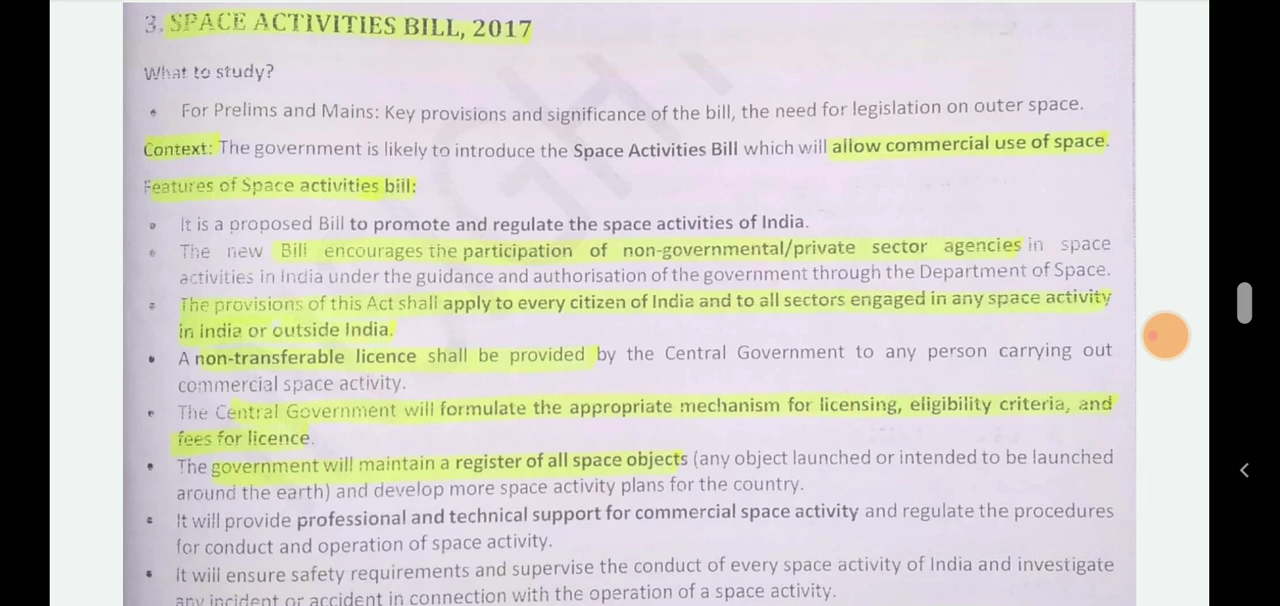 3. SPACE ACTIVITIES BILL, 2017
What to study?
• For Prelims and Mains: Key provisions and significance of the bill, the need for legislation on outer space.
Context: The government is likely to introduce the Space Activities Bill which will allow commercial use of space.
Features of Space activities bill:
• It is a proposed Bill to promote and regulate the space activities of India.
• The new Bill encourages the participation of non-governmental/private sector agencies in space
activities in India under the guidance and authorisation of the government through the Department of Space.
• The provisions of this Act shall apply to every citizen of India and to all sectors engaged in any space activity
in India or outside India.
• A non-transferable licence shall be provided by the Central Government to any person carrying out
commercial space activity.
• The Central Government will formulate the appropriate mechanism for licensing, eligibility criteria, and
fees for licence.
• The government will maintain a register of all space objects (any object launched or intended to be launched
around the earth) and develop more space activity plans for the country.
• It will provide professional and technical support for commercial space activity and regulate the procedures
for conduct and operation of space activity.
• It will ensure safety requirements and supervise the conduct of every space activity of India and investigate
any incident or accident in connection with the operation of a space activity.